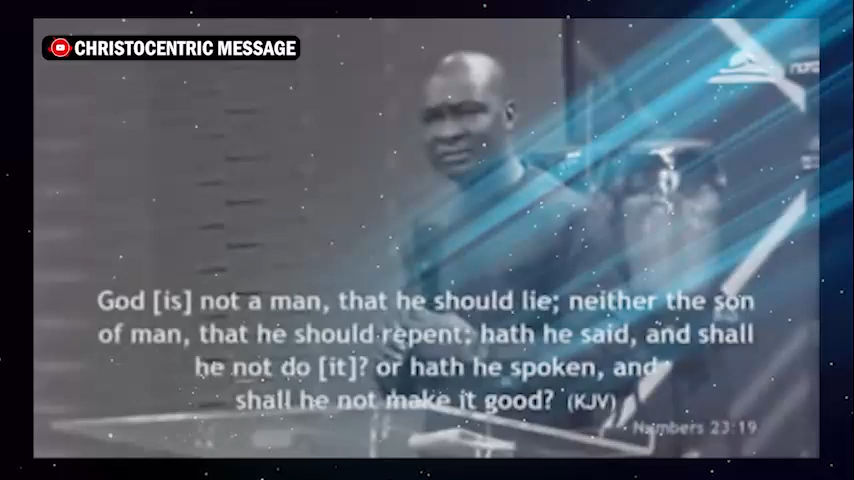 CHRISTOCENTRIC MESSAGE
God [is] not a man, that he should lie; neither the son
of man, that he should repent: hath he said, and shall
he not do [it]? or hath he spoken, and
shall he not make it good? (KJV)
Numbers 23:19